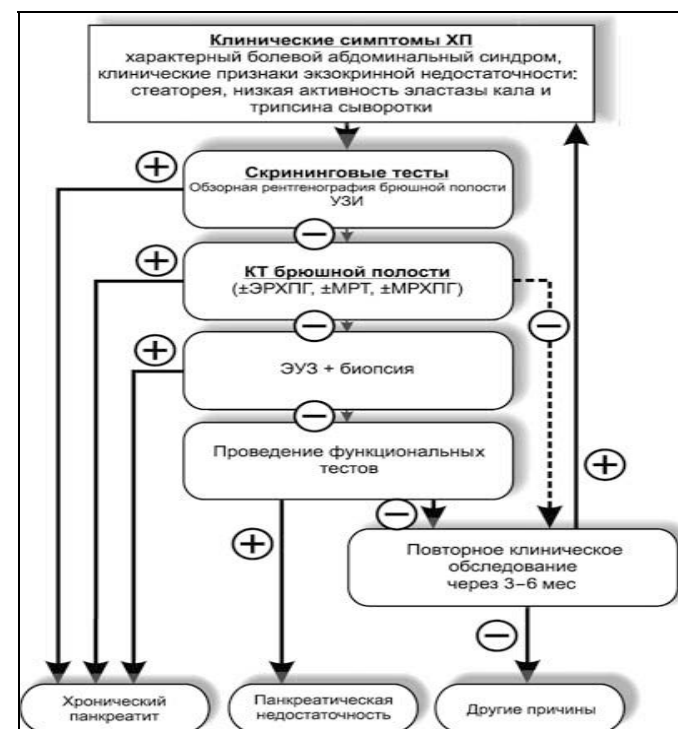 Клинические симптомы ХП
характерный болевой абдоминальный синдром,
клинические признаки экзокринной недостаточности:
стеаторея, низкая активность эластазы кала и
трипсина сыворотки
+
Скрининговые тесты
Обзорная рентгенография брюшной полости
УЗИ
−
+
КТ брюшной полости
(±ЭРХПГ, ±МРТ, ±МРХПГ)
−
−
+
ЭУЗ + биопсия
−
Проведение функциональных
тестов
+
−
+
Повторное клиническое
обследование
через 3–6 мес
−
Хронический
панкреатит
Панкреатическая
недостаточность
Другие причины